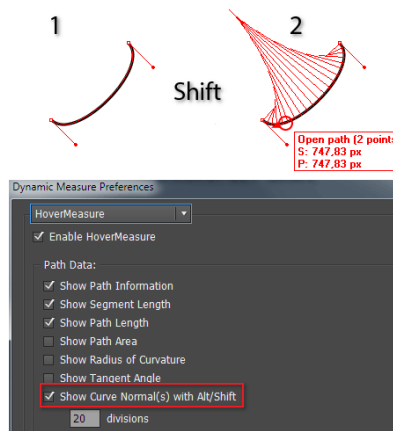 1
2
Shift
Open path (2 points
S: 747,83 px
P: 747,83 px
Dynamic Measure Preferences
HoverMeasure
Enable HoverMeasure
Path Data:
Show Path Information
Show Segment Length
Show Path Length
Show Path Area
Show Radius of Curvature
Show Tangent Angle
Show Curve Normal(s) with Alt/Shift
20 divisions